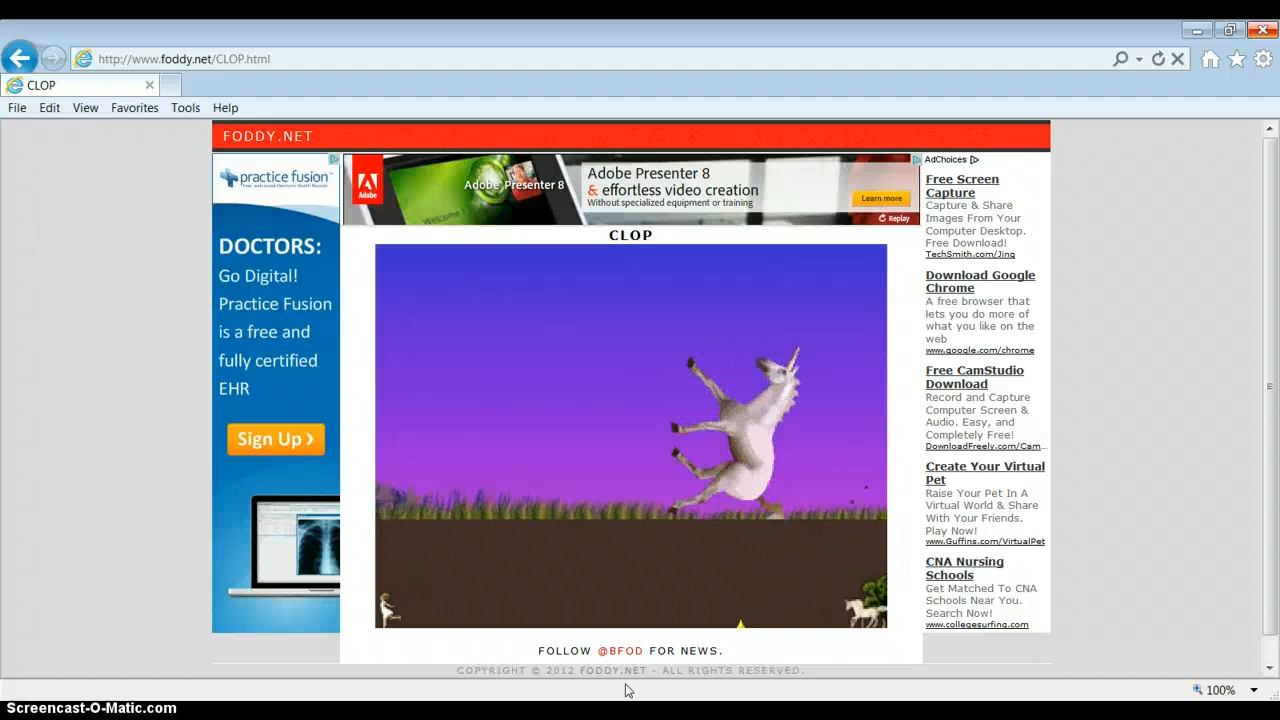 http://www.foddy.net/CLOP.html
CLOP
File Edit View Favorites Tools Help
FODDY.NET
practice fusion
DOCTORS:
Go Digital!
Practice Fusion
is a free and
fully certified
EHR
Sign Up ›
Adobe
Welcome
Adobe Presenter 8
Adobe Presenter 8
& effortless video creation
Without specialized equipment or training
Learn more
Replay
CLOP
AdChoices
Free Screen
Capture
Capture & Share
Images From Your
Computer Desktop.
Free Download!
TechSmith.com/Jing
Download Google
Chrome
A free browser that
lets you do more of
what you like on the
web
www.google.com/chrome
Free CamStudio
Download
Record and Capture
Computer Screen &
Audio. Easy, and
Completely Free!
DownloadFreely.com/Cam...
Create Your Virtual
Pet
Raise Your Pet In A
Virtual World & Share
With Your Friends.
Play Now!
www.Guffins.com/VirtualPet
CNA Nursing
Schools
Get Matched To CNA
Schools Near You.
Search Now!
www.collegesurfing.com
FOLLOW @BFOD FOR NEWS.
COPYRIGHT © 2012 FODDY.NET - ALL RIGHTS RESERVED.
100%
Screencast-O-Matic.com